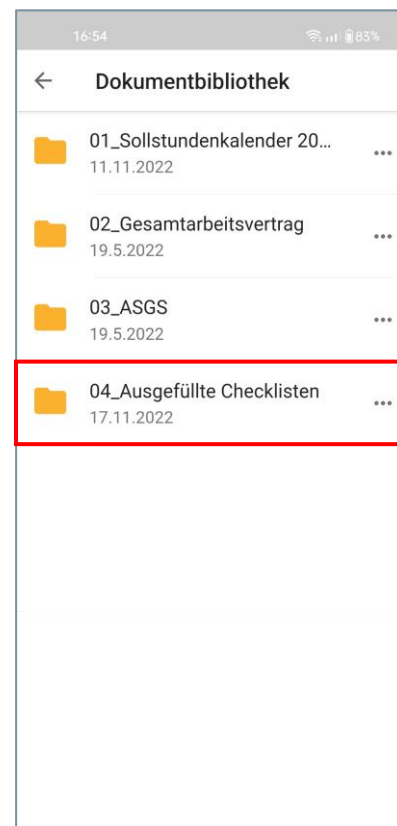 16:54 83%
Dokumentbibliothek
01_Sollstundenkalender 20...
11.11.2022
02_Gesamtarbeitsvertrag
19.5.2022
03_ASGS
19.5.2022
04_Ausgefüllte Checklisten
17.11.2022